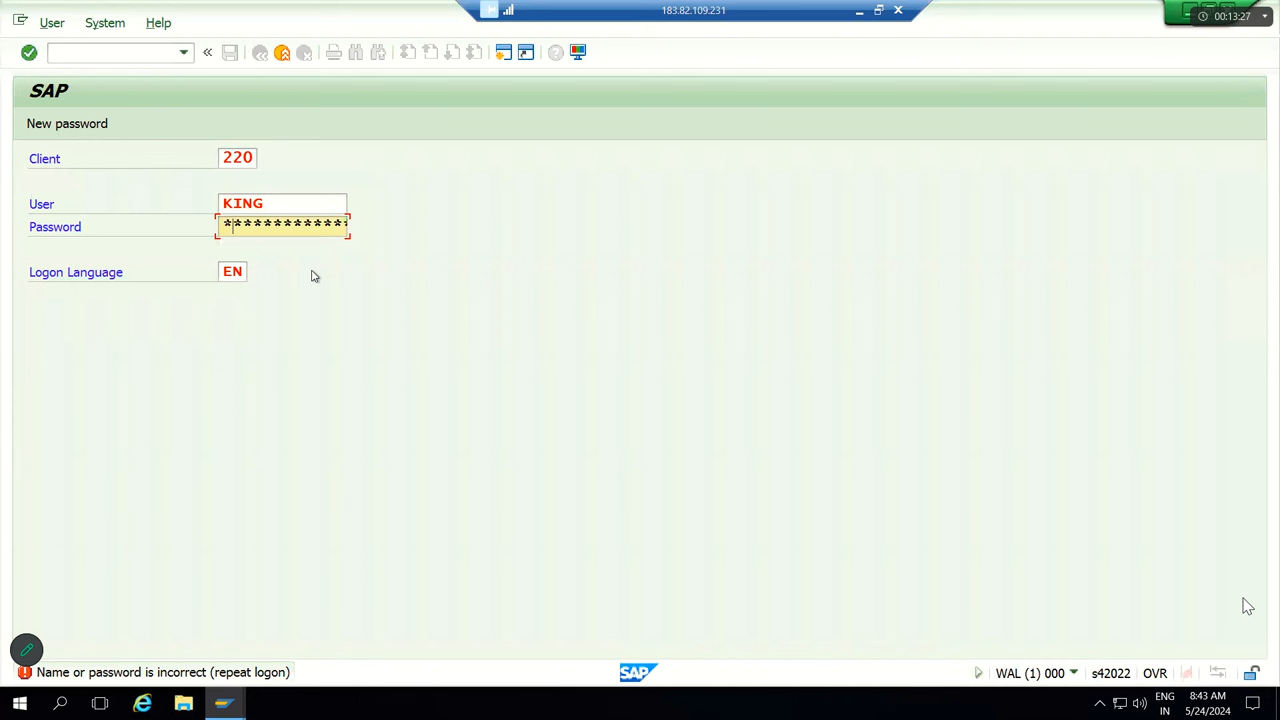 183.82.109.231
00:13:27
User System Help
SAP
New password
Client 220
User KING
Password *************
Logon Language EN
Name or password is incorrect (repeat logon)
SAP
WAL (1) 000 s42022 OVR
ENG 8:43 AM
IN 5/24/2024